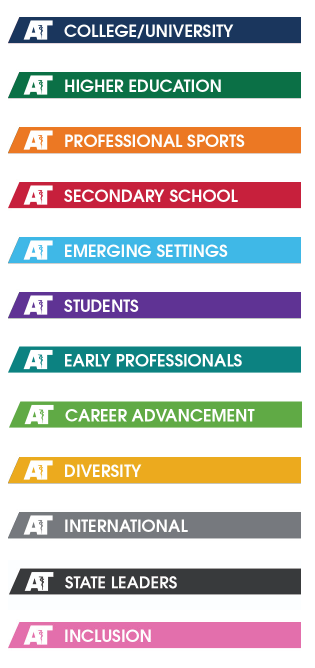 AT COLLEGE/UNIVERSITY
AT HIGHER EDUCATION
AT PROFESSIONAL SPORTS
AT SECONDARY SCHOOL
AT EMERGING SETTINGS
AT STUDENTS
AT EARLY PROFESSIONALS
AT CAREER ADVANCEMENT
AT DIVERSITY
AT INTERNATIONAL
AT STATE LEADERS
AT INCLUSION